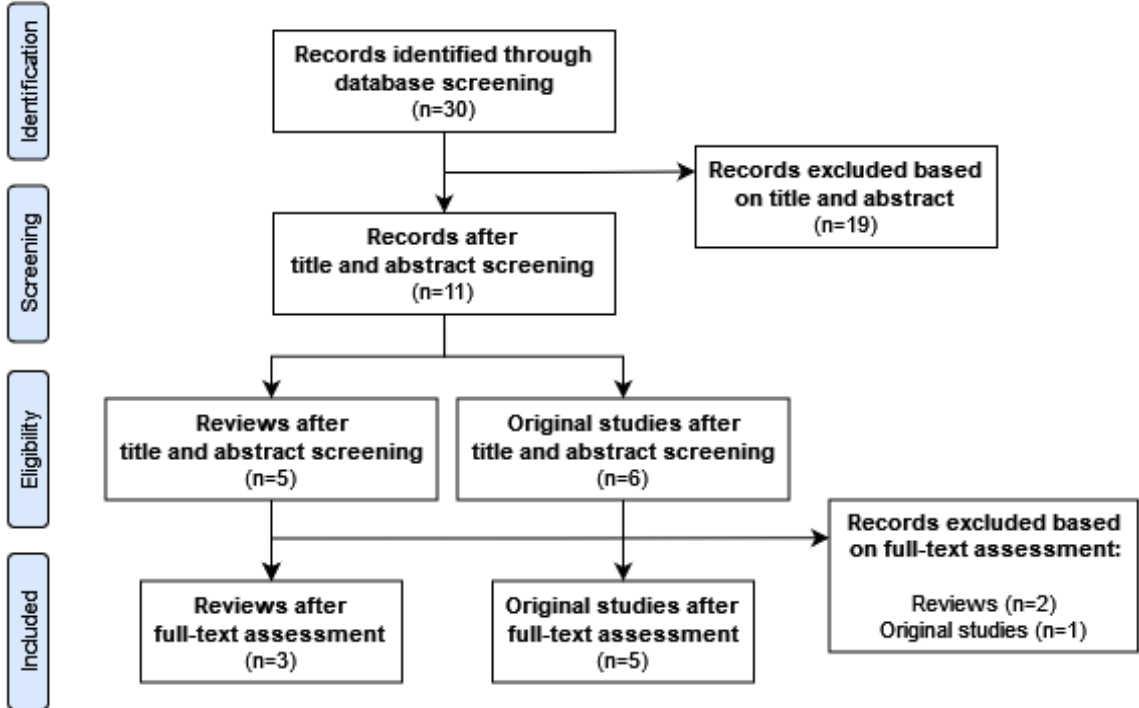 Identification
Records identified through
database screening
(n=30)
Records excluded based
on title and abstract
(n=19)
Screening
Records after
title and abstract screening
(n=11)
Eligibility
Reviews after
title and abstract screening
(n=5)
Original studies after
title and abstract screening
(n=6)
Records excluded based
on full-text assessment:
Reviews (n=2)
Original studies (n=1)
Included
Reviews after
full-text assessment
(n=3)
Original studies after
full-text assessment
(n=5)